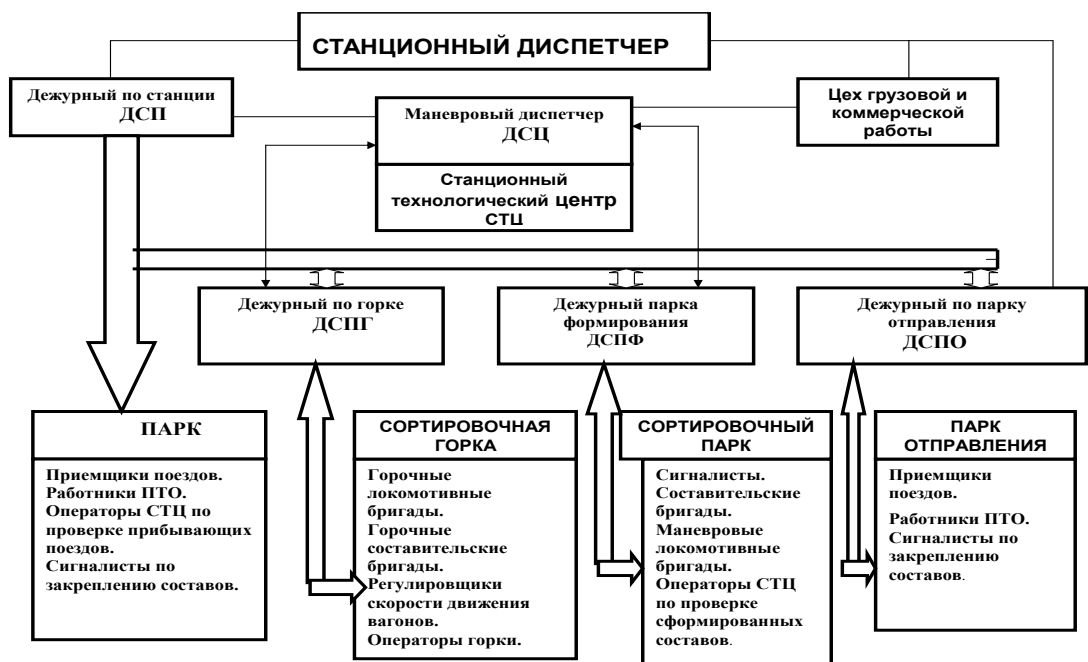 СТАНЦИОННЫЙ ДИСПЕТЧЕР
Дежурный по станции
ДСП
Маневровый диспетчер
ДСЦ
Станционный
технологический центр
СТЦ
Цех грузовой и
коммерческой
работы
Дежурный по горке
ДСПГ
Дежурный парка
формирования
ДСПФ
Дежурный по парку
отправления
ДСПО
ПАРК
Приемщики поездов.
Работники ПТО.
Операторы СТЦ по
проверке прибывающих
поездов.
Сигналисты по
закреплению составов.
СОРТИРОВОЧНАЯ
ГОРКА
Горочные
локомотивные
бригады.
Горочные
составительские
бригады.
Регулировщики
скорости движения
вагонов.
Операторы горки.
СОРТИРОВОЧНЫЙ
ПАРК
Сигналисты.
Составительские
бригады.
Маневровые
локомотивные
бригады.
Операторы СТЦ
по проверке
сформированных
составов.
ПАРК
ОТПРАВЛЕНИЯ
Приемщики
поездов.
Работники ПТО.
Сигналисты по
закреплению
составов.